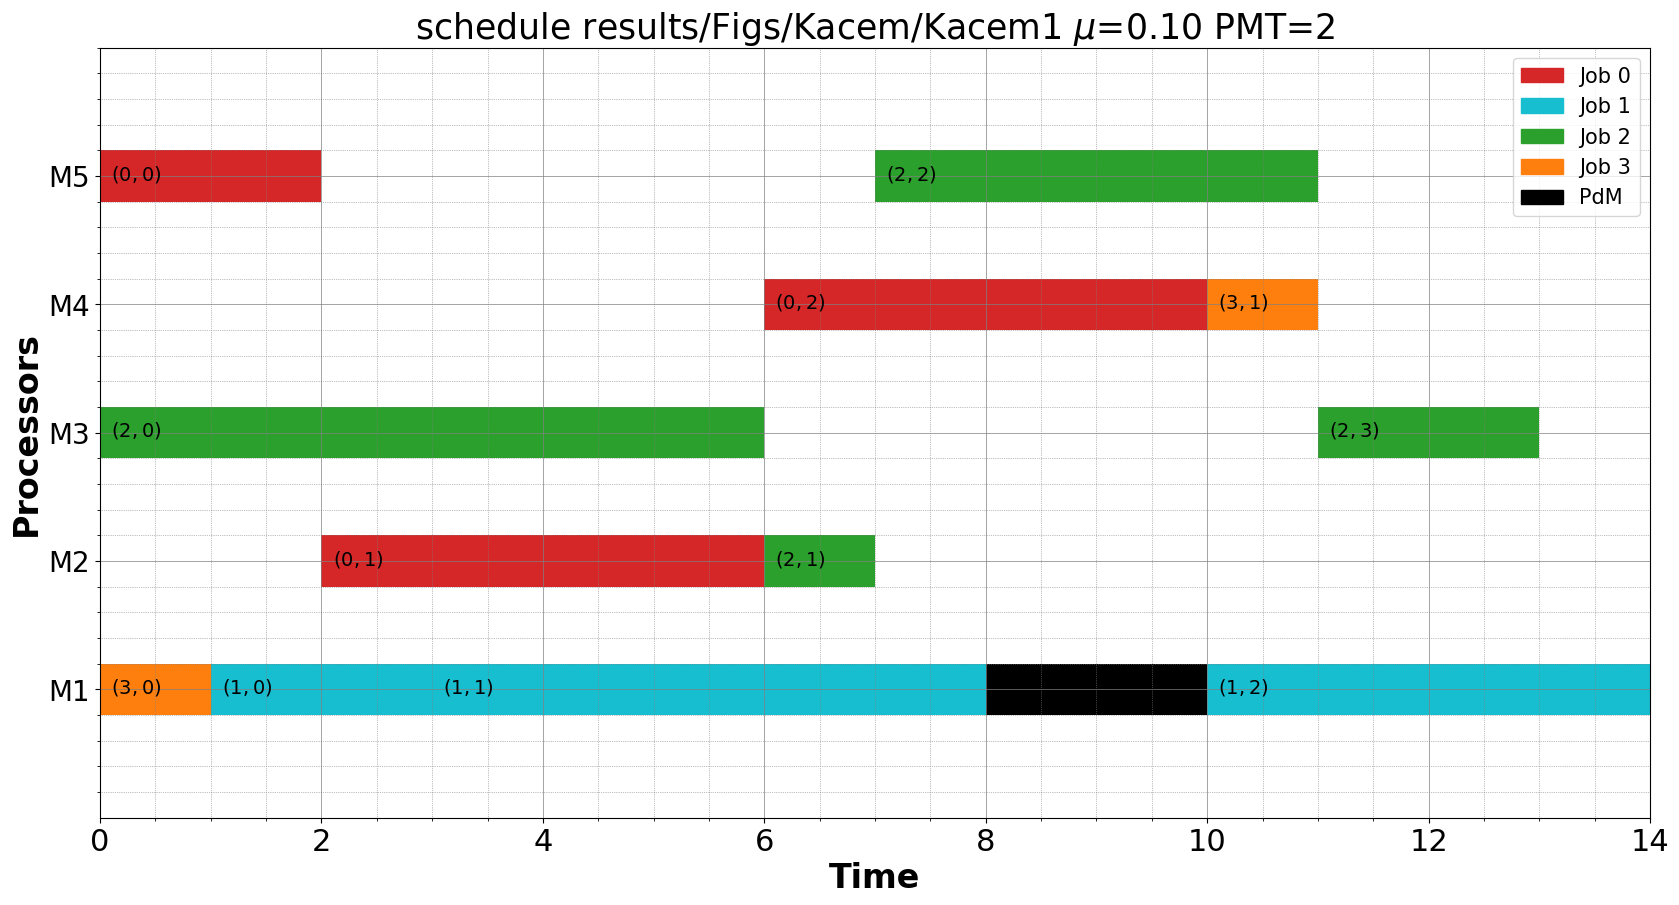 schedule results/Figs/Kacem/Kacem1 μ=0.10 PMT=2
Job 0
Job 1
Job 2
Job 3
PdM
Processors
M5
(0, 0)
(2, 2)
M4
(0, 2)
(3, 1)
M3
(2, 0)
(2, 3)
M2
(0, 1)
(2, 1)
M1
(3, 0)
(1, 0)
(1, 1)
(1, 2)
0 2 4 6 8 10 12 14
Time